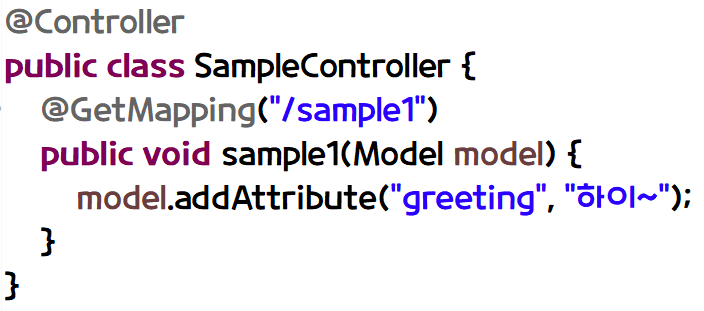 @Controller
public class SampleController {
@GetMapping("/sample1")
public void sample1(Model model) {
model.addAttribute("greeting", "하이~");
}
}